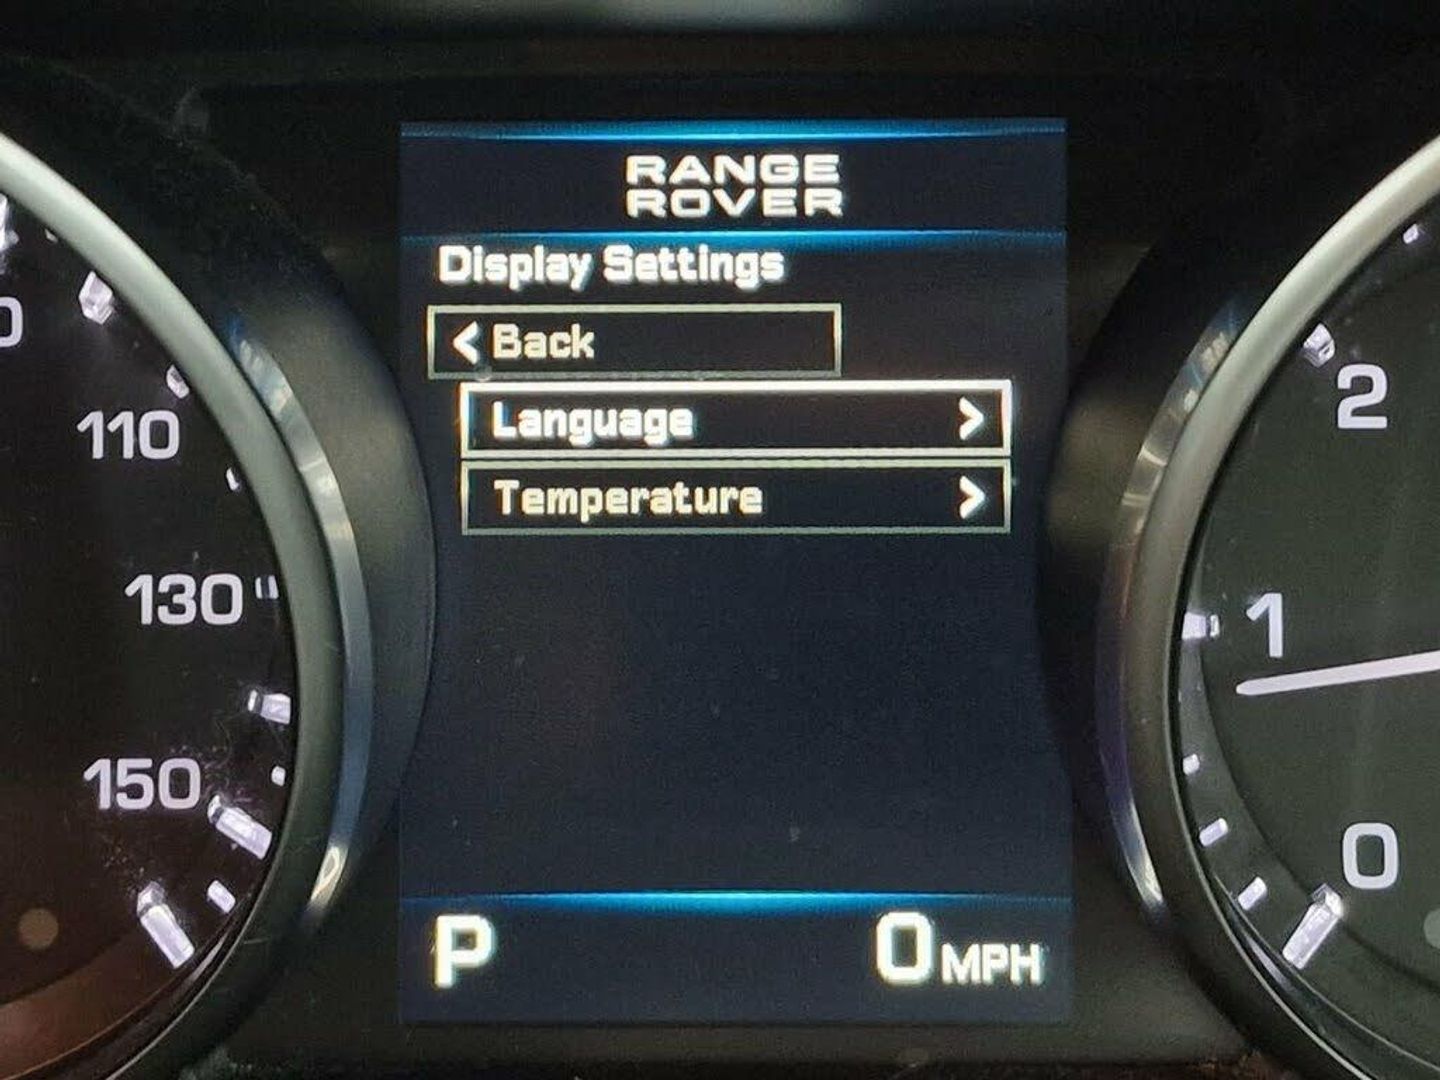 RANGE
ROVER
Display Settings
< Back
Language >
Temperature >
110
130
150
2
1
0
P
0 MPH